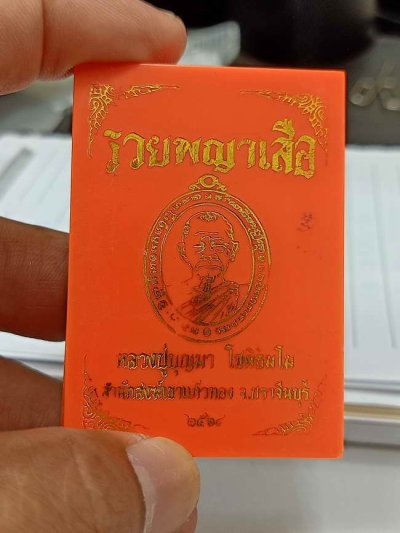 รวยพญาเสือ
หลวงปู่บุญมา โชติธมฺโม
สำนักสงฆ์เขาแก้วทอง จ.ปราจีนบุรี
๒๕๖๔